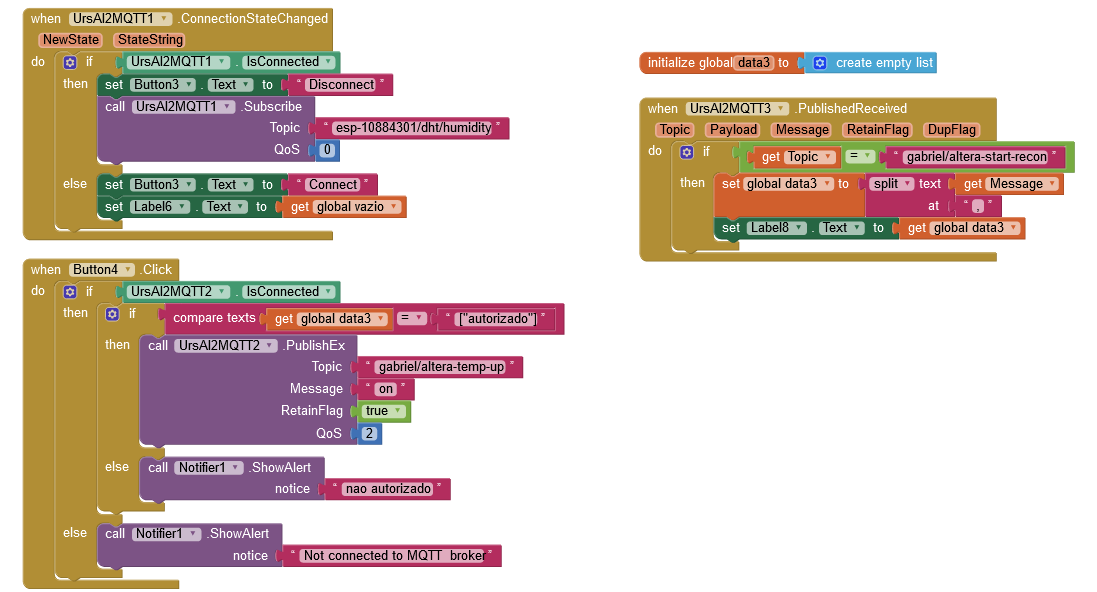 when UrsAI2MQTT1 .ConnectionStateChanged
NewState StateString
do if UrsAI2MQTT1 . IsConnected
then set Button3 . Text to " Disconnect "
call UrsAI2MQTT1 .Subscribe
Topic " esp-10884301/dht/humidity "
QoS 0
else set Button3 . Text to " Connect "
set Label6 . Text to get global vazio
when Button4 .Click
do if UrsAI2MQTT2 . IsConnected
then if compare texts get global data3 = " ["autorizado"] "
then call UrsAI2MQTT2 .PublishEx
Topic " gabriel/altera-temp-up "
Message " on "
RetainFlag true
QoS 2
else call Notifier1 .ShowAlert
notice " nao autorizado "
else call Notifier1 .ShowAlert
notice " Not connected to MQTT broker "
initialize global data3 to create empty list
when UrsAI2MQTT3 .PublishedReceived
Topic Payload Message RetainFlag DupFlag
do if get Topic = " gabriel/altera-start-recon "
then set global data3 to split text get Message
at " , "
set Label8 . Text to get global data3